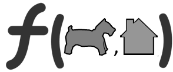 f( , )